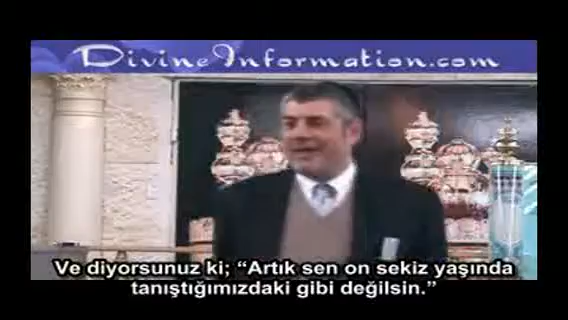 DivineInformation.com
Ve diyorsunuz ki; “Artık sen on sekiz yaşında
tanıştığımızdaki gibi değilsin.”